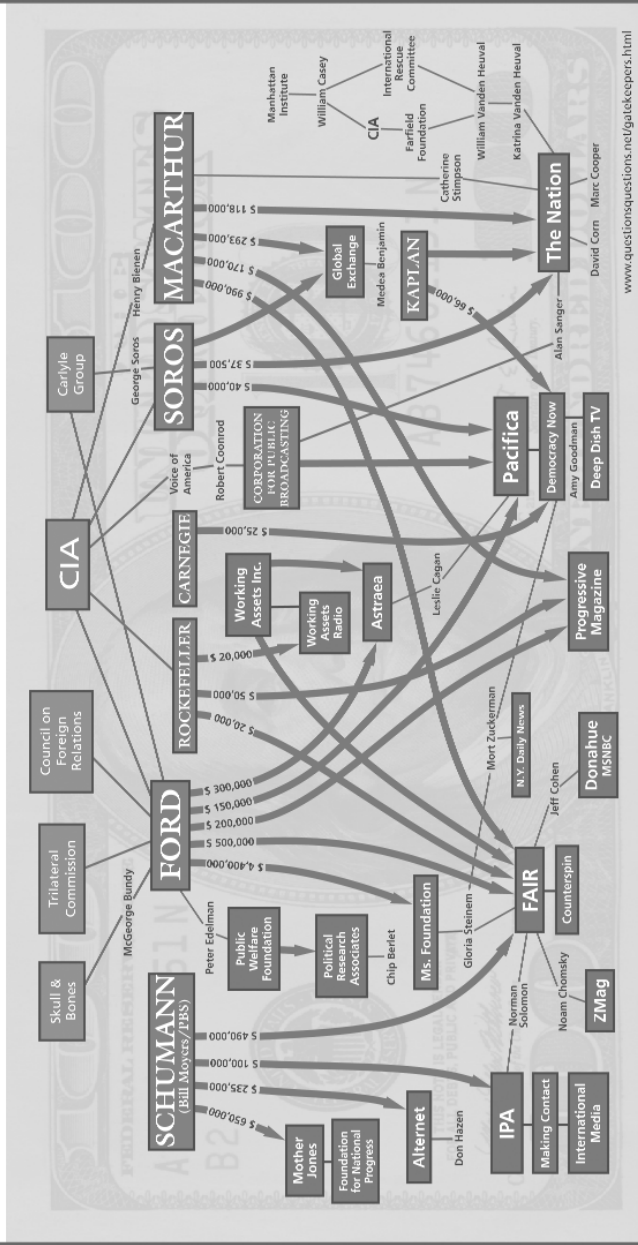 Skull &
Bones
Trilateral
Commission
Council on
Foreign
Relations
CIA
Carlyle
Group
McGeorge Bundy
George Soros
Henry Bienen
SCHUMANN
(Bill Moyers/PBS)
FORD
ROCKEFELLER
CARNEGIE
Voice of
America
Robert Coonrod
SOROS
MACARTHUR
Manhattan
Institute
William Casey
CIA
International
Rescue
Committee
Farfield
Foundation
William Vanden Heuval
Katrina Vanden Heuval
$ 650,000
$ 235,000
$ 100,000
$ 490,000
$ 4,400,000
$ 500,000
$ 200,000
$ 150,000
$ 300,000
$ 20,000
$ 50,000
$ 20,000
$ 25,000
$ 40,000
$ 37,500
$ 990,000
$ 170,000
$ 293,000
$ 118,000
Peter Edelman
Public
Welfare
Foundation
Political
Research
Associates
Chip Berlet
Working
Assets Inc.
Working
Assets
Radio
CORPORATION
FOR PUBLIC
BROADCASTING
Global
Exchange
Medea Benjamin
Catherine
Stimpson
KAPLAN
$ 66,000
Mother
Jones
Foundation
for National
Progress
Alternet
Don Hazen
Ms. Foundation
Gloria Steinem
Astraea
Leslie Cagan
Mort Zuckerman
N.Y. Daily News
Pacifica
Democracy Now
Amy Goodman
Deep Dish TV
Alan Sanger
The Nation
David Corn
Marc Cooper
IPA
Making Contact
International
Media
Norman
Solomon
FAIR
Counterspin
Noam Chomsky
ZMag
Jeff Cohen
Donahue
MSNBC
Progressive
Magazine
www.questionsquestions.net/gatekeepers.html